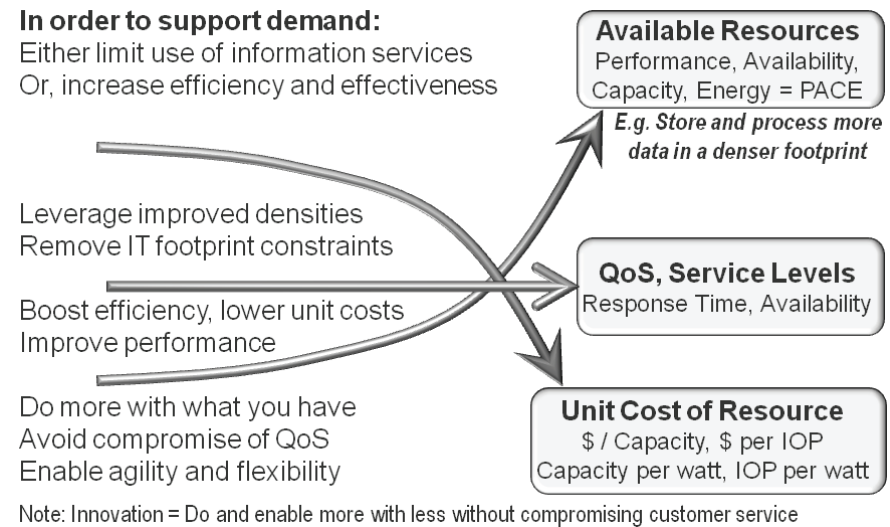 In order to support demand:
Either limit use of information services
Or, increase efficiency and effectiveness
Available Resources
Performance, Availability,
Capacity, Energy = PACE
E.g. Store and process more
data in a denser footprint
Leverage improved densities
Remove IT footprint constraints
QoS, Service Levels
Response Time, Availability
Boost efficiency, lower unit costs
Improve performance
Do more with what you have
Avoid compromise of QoS
Enable agility and flexibility
Unit Cost of Resource
$ / Capacity, $ per IOP
Capacity per watt, IOP per watt
Note: Innovation = Do and enable more with less without compromising customer service